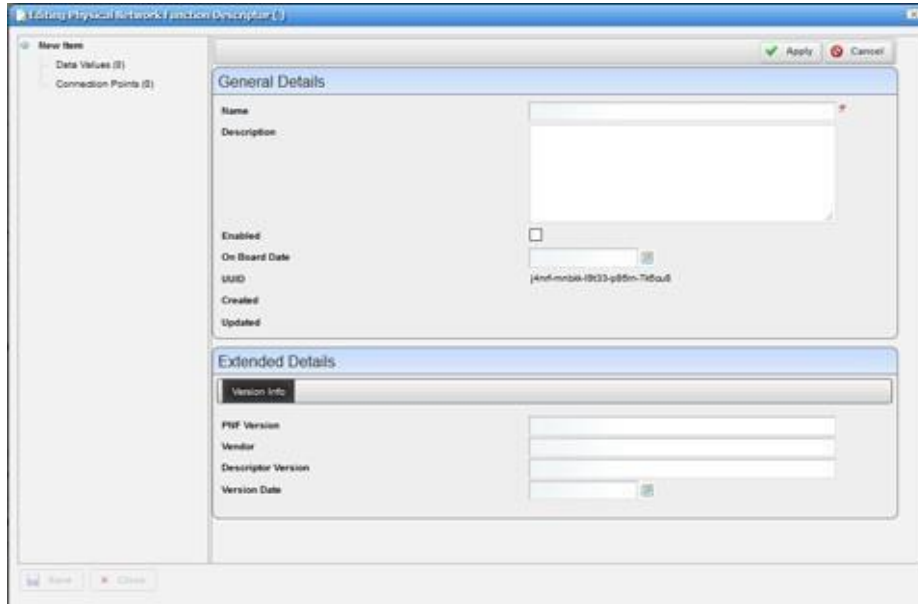 Editing Physical Network Function Descriptor (*)
New Item
Data Values (0)
Connection Points (0)
Apply Cancel
General Details
Name *
Description
Enabled
On Board Date
UUID
Created
Updated
Extended Details
Version Info
PNF Version
Vendor
Descriptor Version
Version Date
Save Close